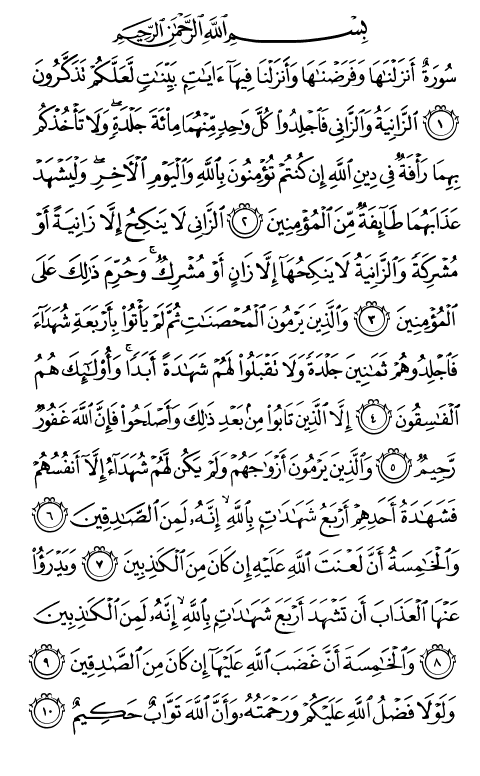 بِسْمِ ٱللَّهِ ٱلرَّحْمَٰنِ ٱلرَّحِيمِ
سُورَةٌ أَنزَلْنَٰهَا وَفَرَضْنَٰهَا وَأَنزَلْنَا فِيهَآ ءَايَٰتٍۭ بَيِّنَٰتٍ لَّعَلَّكُمْ تَذَكَّرُونَ
۝١ ٱلزَّانِيَةُ وَٱلزَّانِى فَٱجْلِدُوا۟ كُلَّ وَٰحِدٍ مِّنْهُمَا مِا۟ئَةَ جَلْدَةٍ ۖ وَلَا تَأْخُذْكُم
بِهِمَا رَأْفَةٌ فِى دِينِ ٱللَّهِ إِن كُنتُمْ تُؤْمِنُونَ بِٱللَّهِ وَٱلْيَوْمِ ٱلْءَاخِرِ ۖ وَلْيَشْهَدْ
عَذَابَهُمَا طَآئِفَةٌ مِّنَ ٱلْمُؤْمِنِينَ ۝٢ ٱلزَّانِى لَا يَنكِحُ إِلَّا زَانِيَةً أَوْ
مُشْرِكَةً وَٱلزَّانِيَةُ لَا يَنكِحُهَآ إِلَّا زَانٍ أَوْ مُشْرِكٌ ۚ وَحُرِّمَ ذَٰلِكَ عَلَى
ٱلْمُؤْمِنِينَ ۝٣ وَٱلَّذِينَ يَرْمُونَ ٱلْمُحْصَنَٰتِ ثُمَّ لَمْ يَأْتُوا۟ بِأَرْبَعَةِ شُهَدَآءَ
فَٱجْلِدُوهُمْ ثَمَٰنِينَ جَلْدَةً وَلَا تَقْبَلُوا۟ لَهُمْ شَهَٰدَةً أَبَدًا ۚ وَأُو۟لَٰٓئِكَ هُمُ
ٱلْفَٰسِقُونَ ۝٤ إِلَّا ٱلَّذِينَ تَابُوا۟ مِنۢ بَعْدِ ذَٰلِكَ وَأَصْلَحُوا۟ فَإِنَّ ٱللَّهَ غَفُورٌ
رَّحِيمٌ ۝٥ وَٱلَّذِينَ يَرْمُونَ أَزْوَٰجَهُمْ وَلَمْ يَكُن لَّهُمْ شُهَدَآءُ إِلَّآ أَنفُسُهُمْ
فَشَهَٰدَةُ أَحَدِهِمْ أَرْبَعُ شَهَٰدَٰتٍۭ بِٱللَّهِ ۙ إِنَّهُۥ لَمِنَ ٱلصَّٰدِقِينَ ۝٦
وَٱلْخَٰمِسَةُ أَنَّ لَعْنَتَ ٱللَّهِ عَلَيْهِ إِن كَانَ مِنَ ٱلْكَٰذِبِينَ ۝٧ وَيَدْرَؤُا۟
عَنْهَا ٱلْعَذَابَ أَن تَشْهَدَ أَرْبَعَ شَهَٰدَٰتٍۭ بِٱللَّهِ ۙ إِنَّهُۥ لَمِنَ ٱلْكَٰذِبِينَ
۝٨ وَٱلْخَٰمِسَةَ أَنَّ غَضَبَ ٱللَّهِ عَلَيْهَآ إِن كَانَ مِنَ ٱلصَّٰدِقِينَ ۝٩
وَلَوْلَا فَضْلُ ٱللَّهِ عَلَيْكُمْ وَرَحْمَتُهُۥ وَأَنَّ ٱللَّهَ تَوَّابٌ حَكِيمٌ ۝١٠